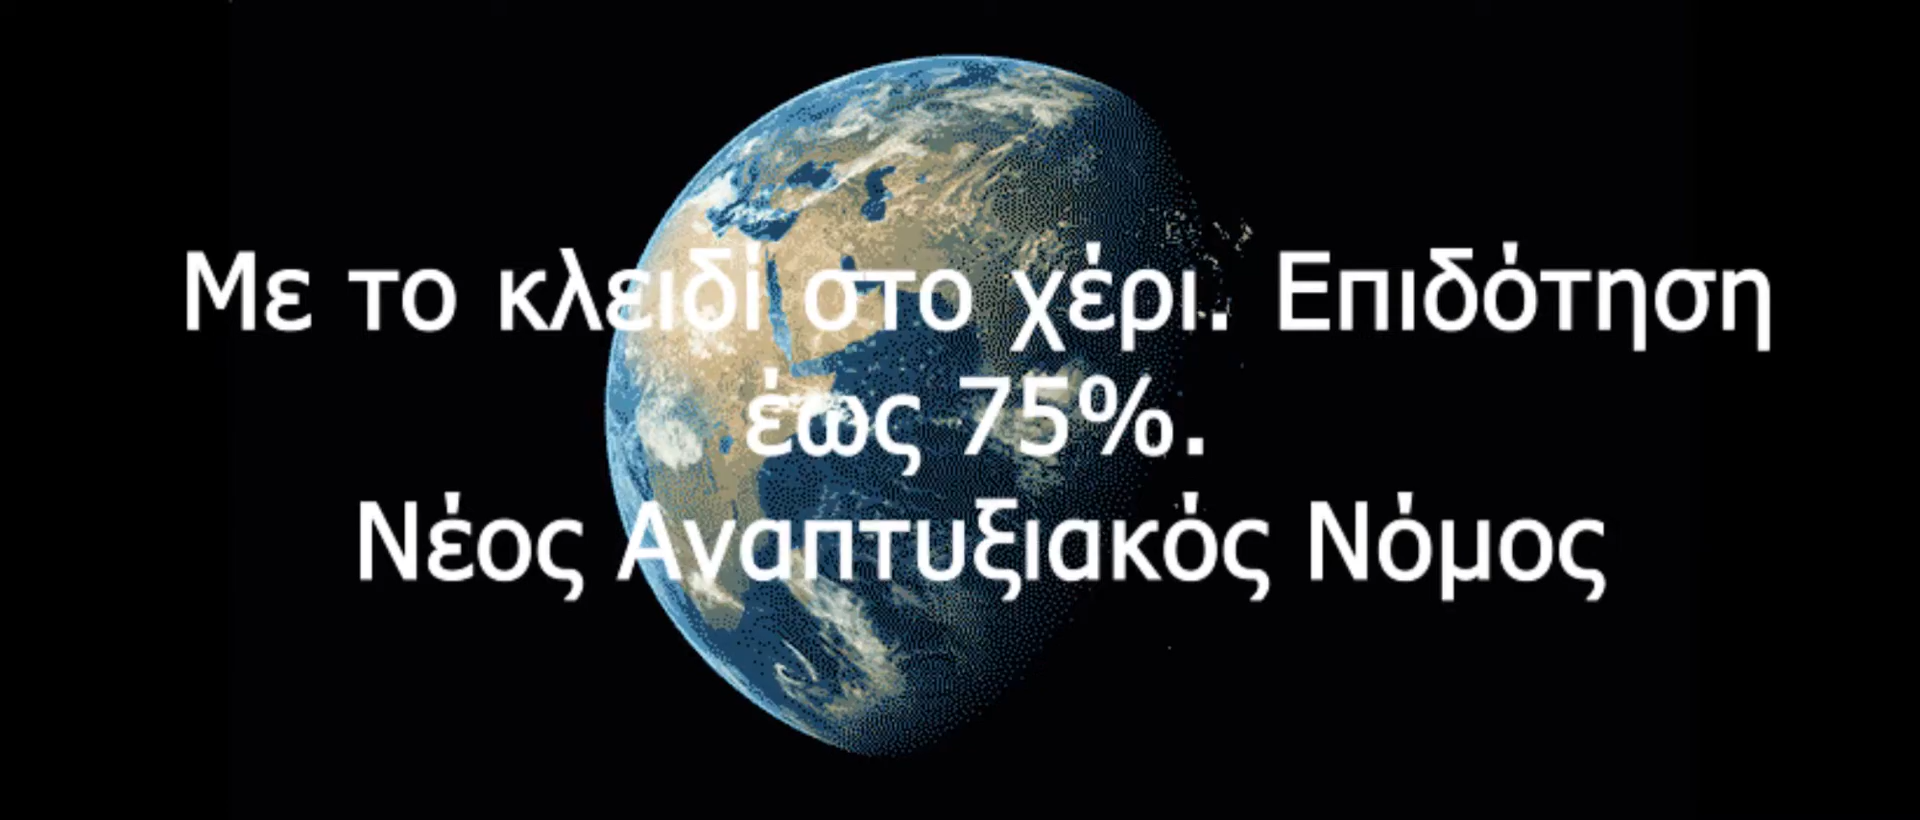 Με το κλειδί στο χέρι. Επιδότηση
έως 75%.
Νέος Αναπτυξιακός Νόμος